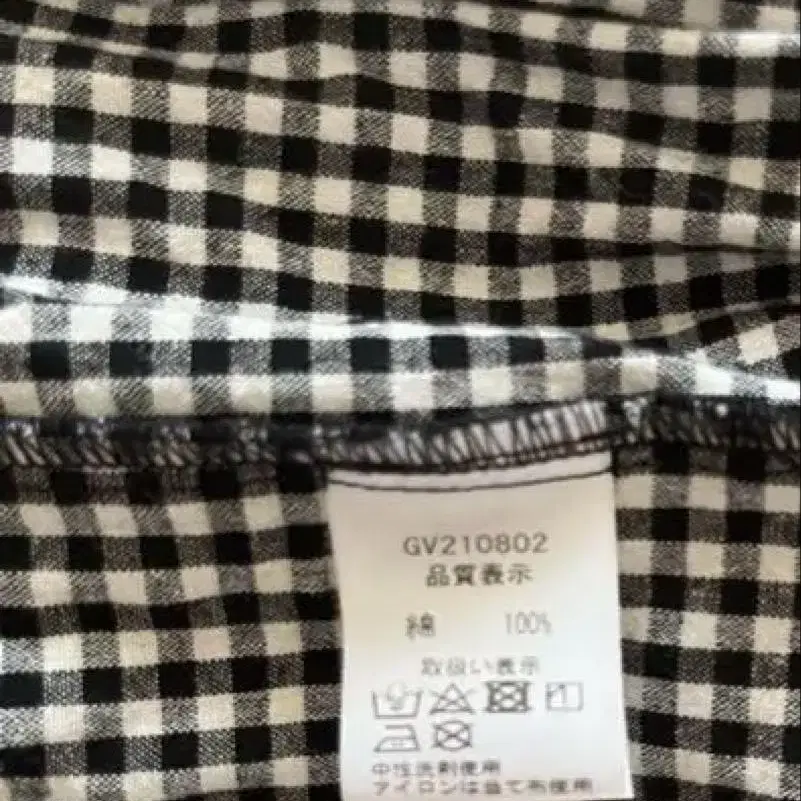 GV210802
品質表示
綿 100%
取扱い表示
中性洗剤使用
アイロンは当て布使用